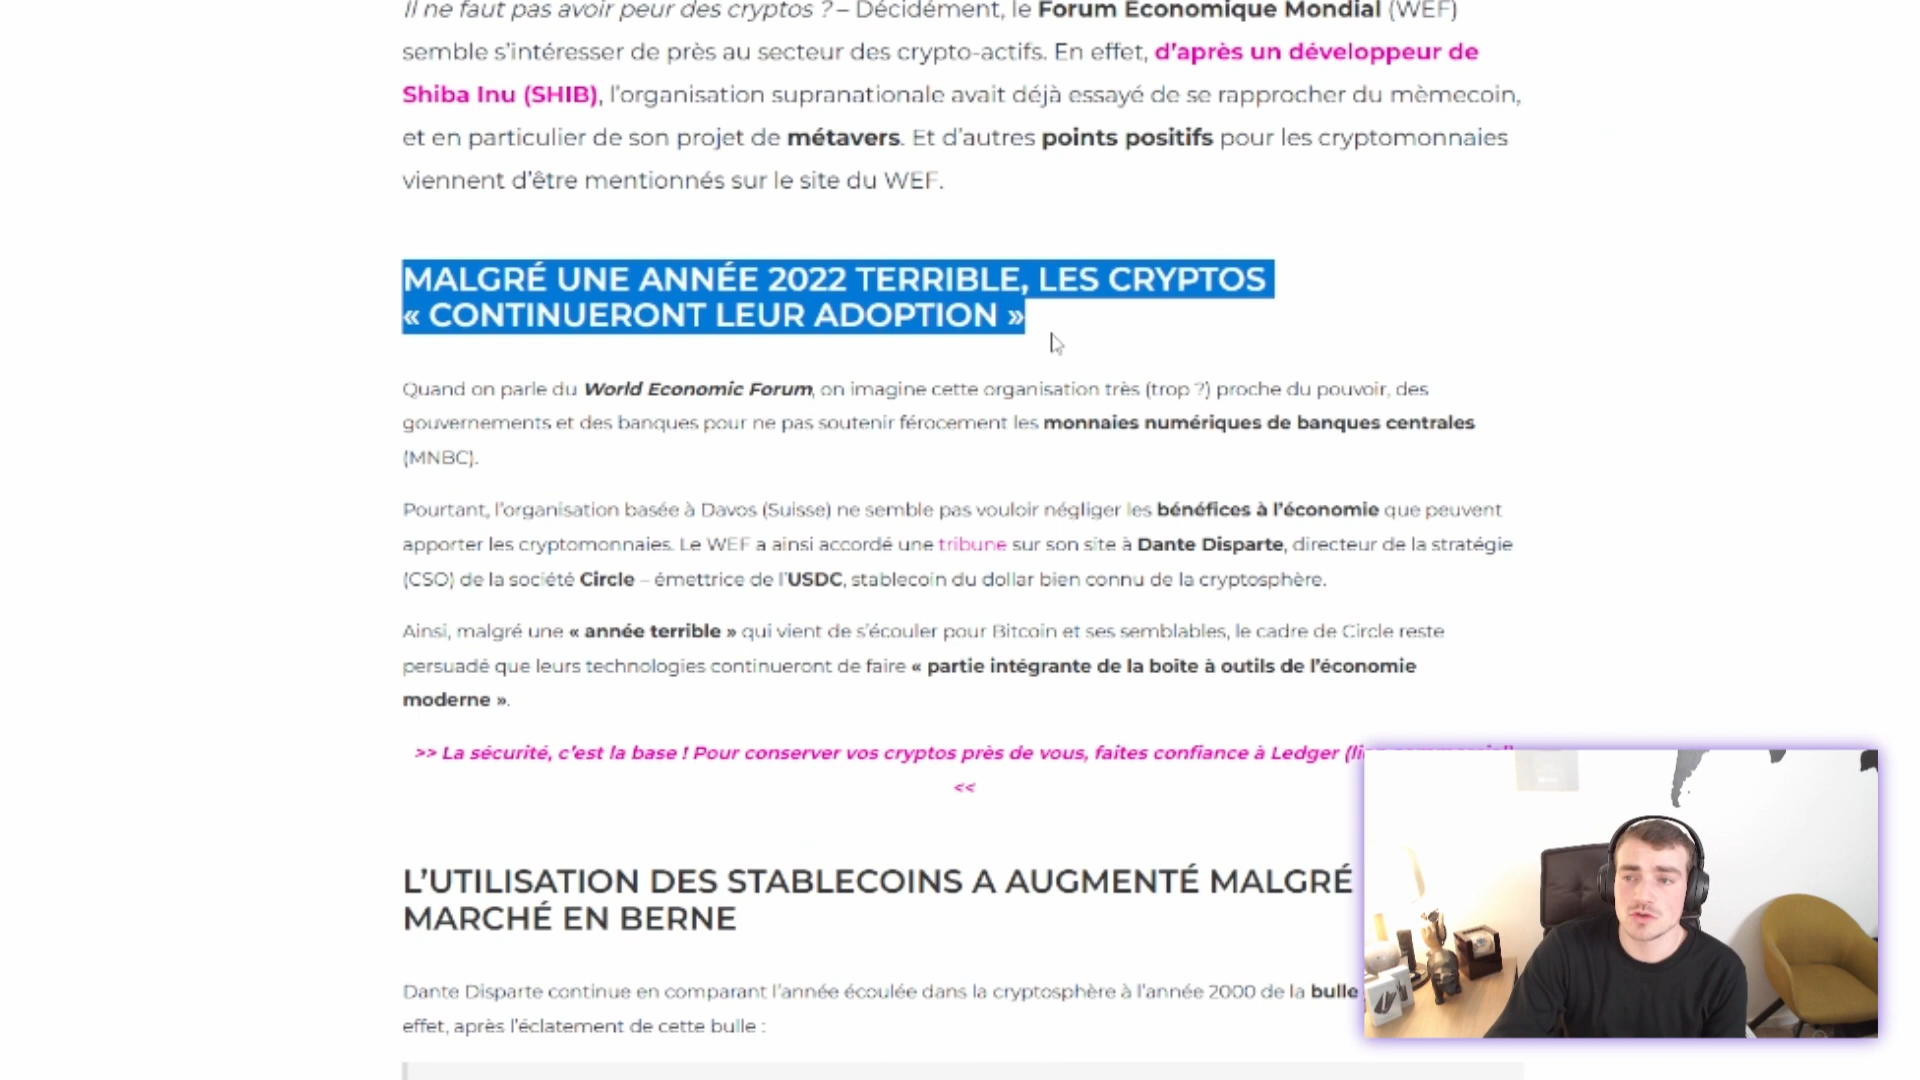 Il ne faut pas avoir peur des cryptos ? – Décidément, le Forum Économique Mondial (WEF)
semble s’intéresser de près au secteur des crypto-actifs. En effet, d’après un développeur de
Shiba Inu (SHIB), l’organisation supranationale avait déjà essayé de se rapprocher du mèmecoin,
et en particulier de son projet de métavers. Et d’autres points positifs pour les cryptomonnaies
viennent d’être mentionnés sur le site du WEF.
MALGRÉ UNE ANNÉE 2022 TERRIBLE, LES CRYPTOS
« CONTINUERONT LEUR ADOPTION »
Quand on parle du World Economic Forum, on imagine cette organisation très (trop ?) proche du pouvoir, des
gouvernements et des banques pour ne pas soutenir férocement les monnaies numériques de banques centrales
(MNBC).
Pourtant, l’organisation basée à Davos (Suisse) ne semble pas vouloir négliger les bénéfices à l’économie que peuvent
apporter les cryptomonnaies. Le WEF a ainsi accordé une tribune sur son site à Dante Disparte, directeur de la stratégie
(CSO) de la société Circle – émettrice de l’USDC, stablecoin du dollar bien connu de la cryptosphère.
Ainsi, malgré une « année terrible » qui vient de s’écouler pour Bitcoin et ses semblables, le cadre de Circle reste
persuadé que leurs technologies continueront de faire « partie intégrante de la boîte à outils de l’économie
moderne ».
>> La sécurité, c’est la base ! Pour conserver vos cryptos près de vous, faites confiance à Ledger
<<
L’UTILISATION DES STABLECOINS A AUGMENTÉ MALGRÉ
MARCHÉ EN BERNE
Dante Disparte continue en comparant l’année écoulée dans la cryptosphère à l’année 2000 de la bulle
effet, après l’éclatement de cette bulle :